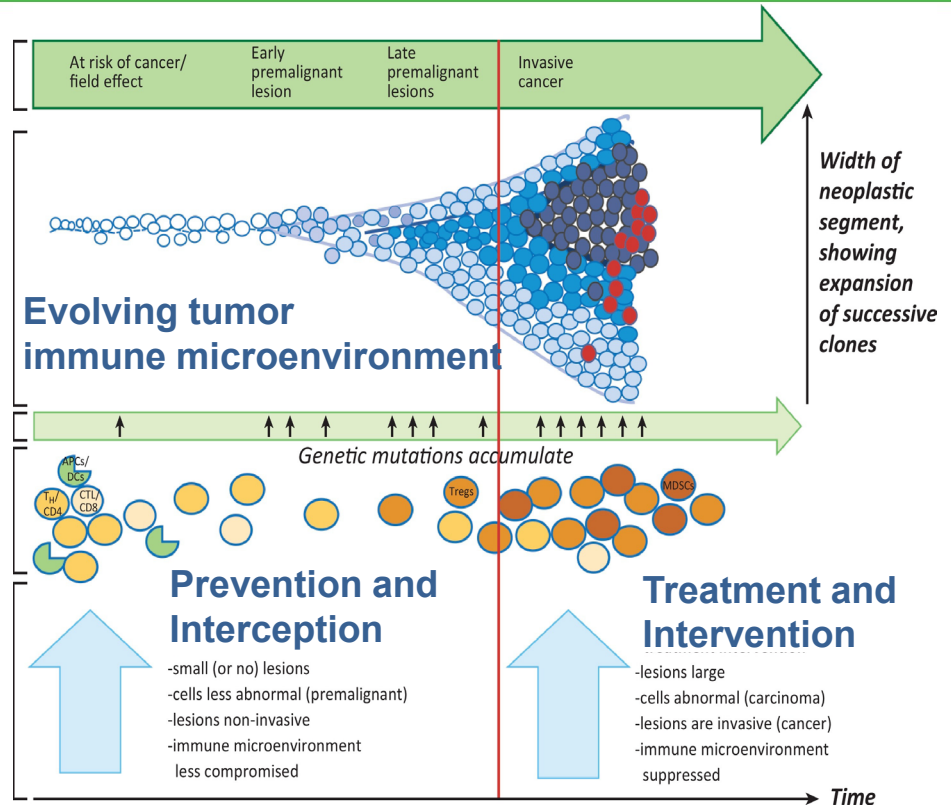 At risk of cancer/
field effect
Early
premalignant
lesion
Late
premalignant
lesions
Invasive
cancer
Width of
neoplastic
segment,
showing
expansion
of successive
clones
Evolving tumor
immune microenvironment
Genetic mutations accumulate
APCs/
DCs
TH/
CD4
CTL/
CD8
Tregs
MDSCs
Prevention and
Interception
-small (or no) lesions
-cells less abnormal (premalignant)
-lesions non-invasive
-immune microenvironment
less compromised
Treatment and
Intervention
-lesions large
-cells abnormal (carcinoma)
-lesions are invasive (cancer)
-immune microenvironment
suppressed
Time